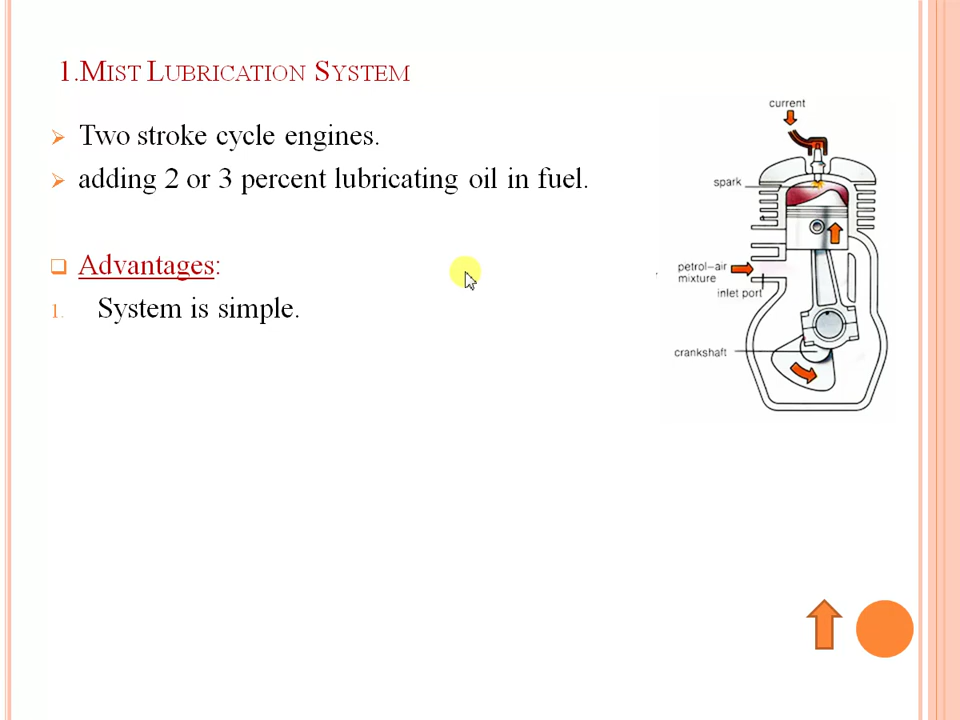 1.Mist Lubrication System
Two stroke cycle engines.
adding 2 or 3 percent lubricating oil in fuel.
Advantages:
1. System is simple.
current
spark
petrol–air
mixture
inlet port
crankshaft